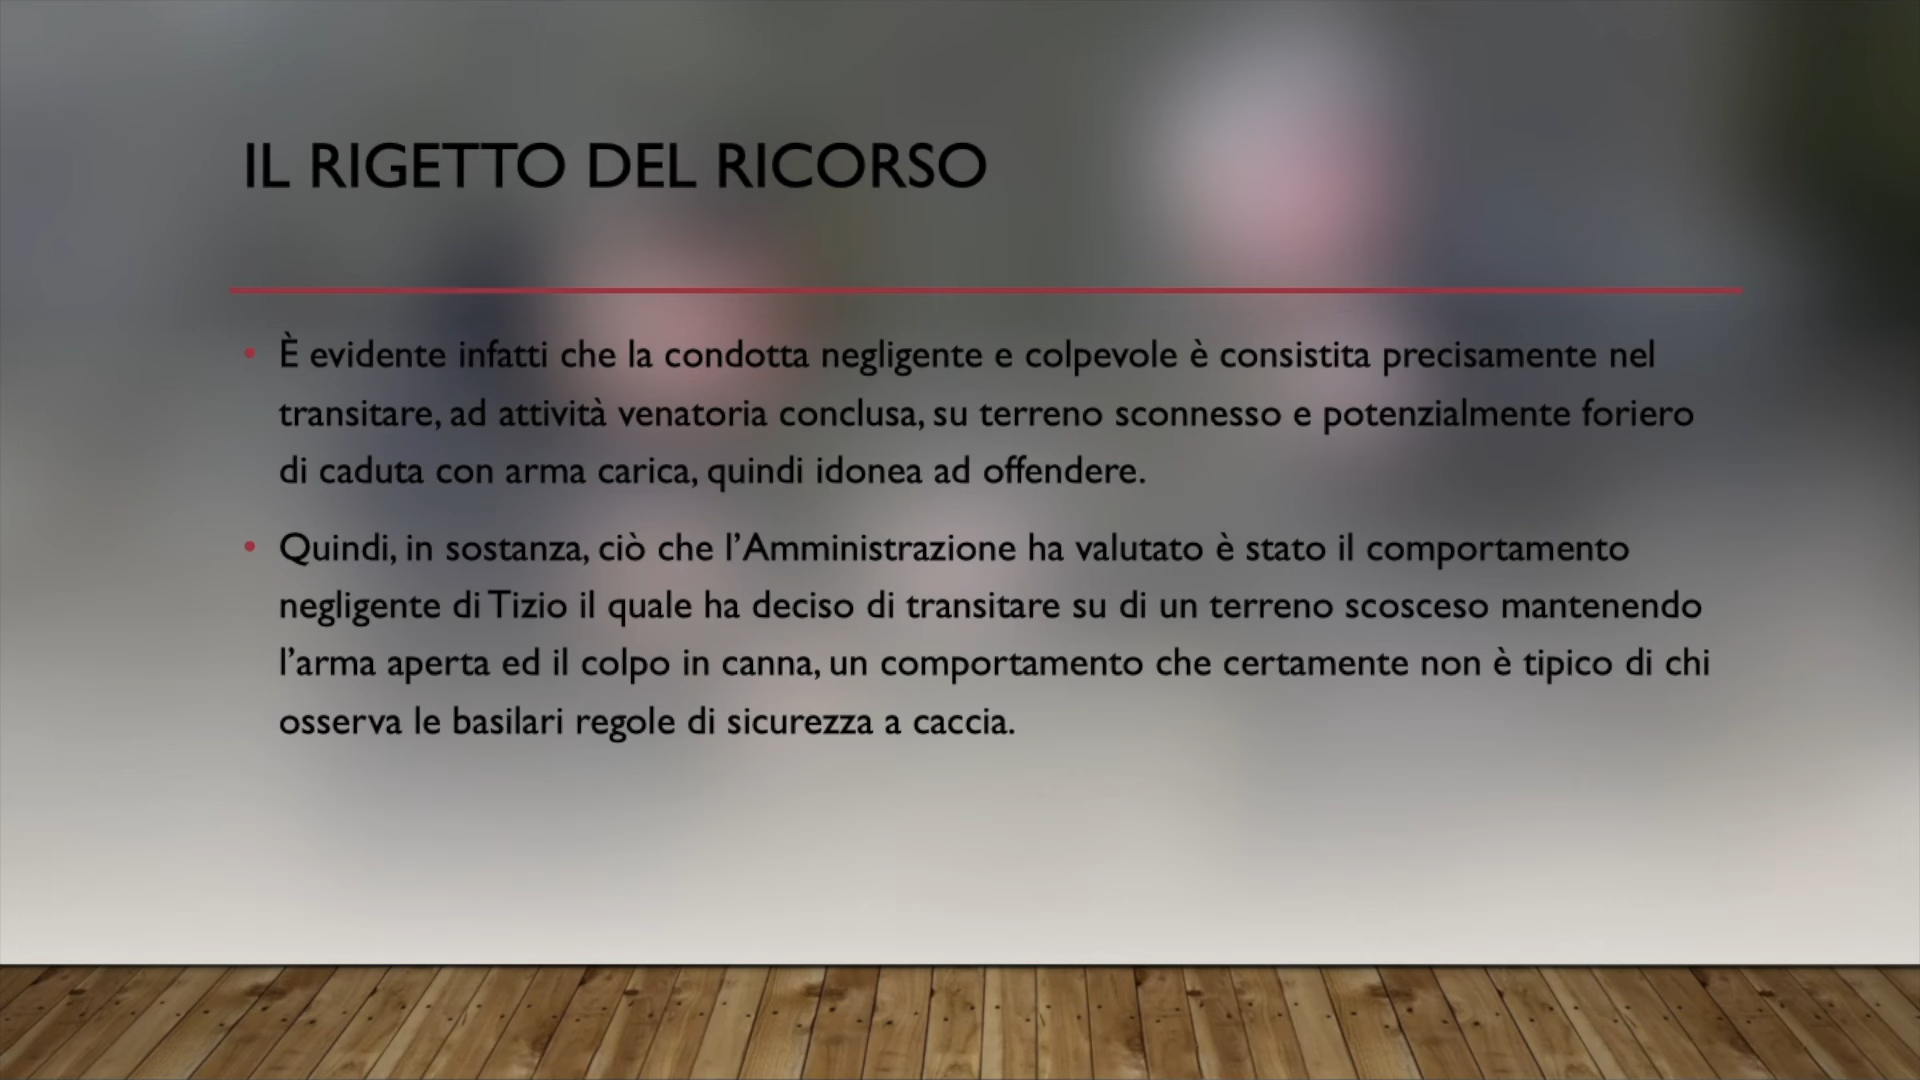 IL RIGETTO DEL RICORSO
• È evidente infatti che la condotta negligente e colpevole è consistita precisamente nel
transitare, ad attività venatoria conclusa, su terreno sconnesso e potenzialmente foriero
di caduta con arma carica, quindi idonea ad offendere.
• Quindi, in sostanza, ciò che l’Amministrazione ha valutato è stato il comportamento
negligente di Tizio il quale ha deciso di transitare su di un terreno scosceso mantenendo
l’arma aperta ed il colpo in canna, un comportamento che certamente non è tipico di chi
osserva le basilari regole di sicurezza a caccia.